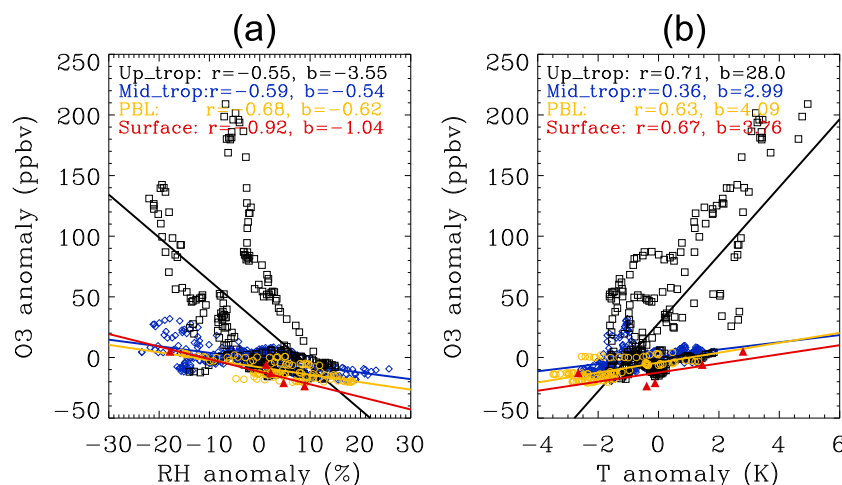 (a)
(b)
250
200
150
100
50
0
−50
O3 anomaly (ppbv)
Up_trop: r=−0.55, b=−3.55
Mid_trop:r=−0.59, b=−0.54
PBL: r=−0.68, b=−0.62
Surface: r=−0.92, b=−1.04
−30 −20 −10 0 10 20 30
RH anomaly (%)
250
200
150
100
50
0
−50
O3 anomaly (ppbv)
Up_trop: r=0.71, b=28.0
Mid_trop:r=0.36, b=2.99
PBL: r=0.63, b=4.09
Surface: r=0.67, b=3.76
−4 −2 0 2 4 6
T anomaly (K)